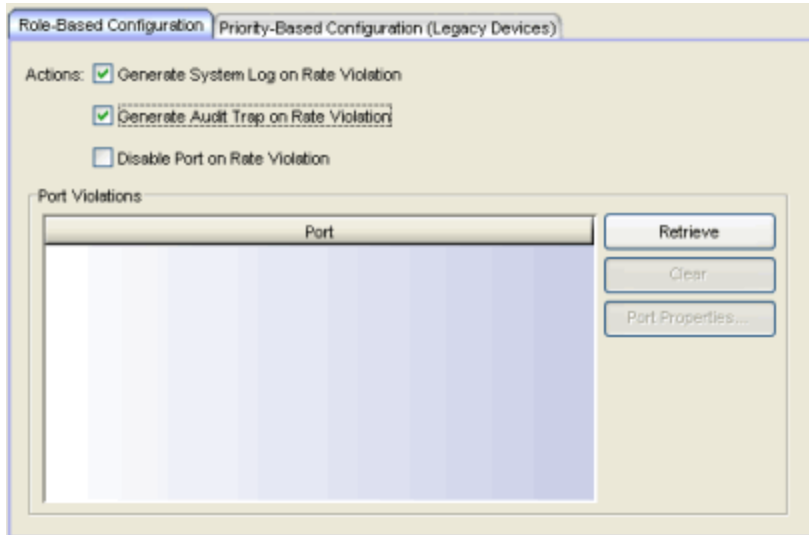 Role-Based Configuration
Priority-Based Configuration (Legacy Devices)
Actions: Generate System Log on Rate Violation
Generate Audit Trap on Rate Violation
Disable Port on Rate Violation
Port Violations
Port
Retrieve
Clear
Port Properties...